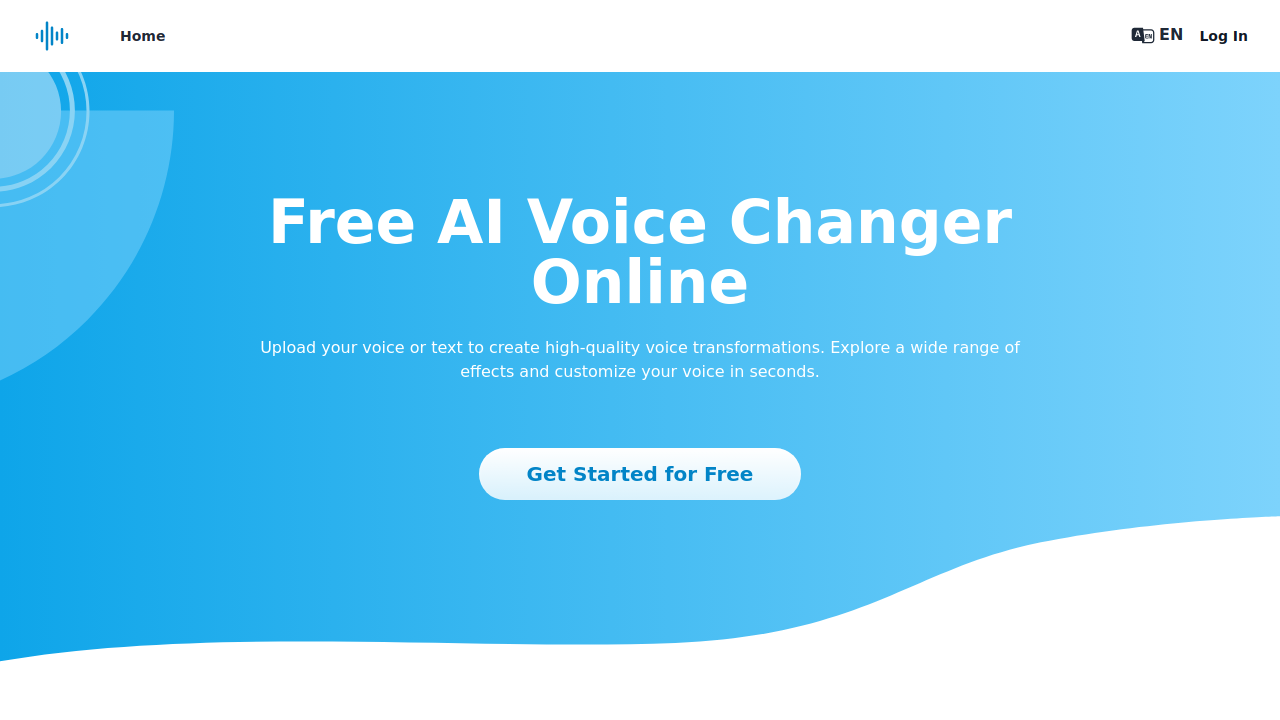 Home
EN
Log In
Free AI Voice Changer
Online
Upload your voice or text to create high-quality voice transformations. Explore a wide range of
effects and customize your voice in seconds.
Get Started for Free